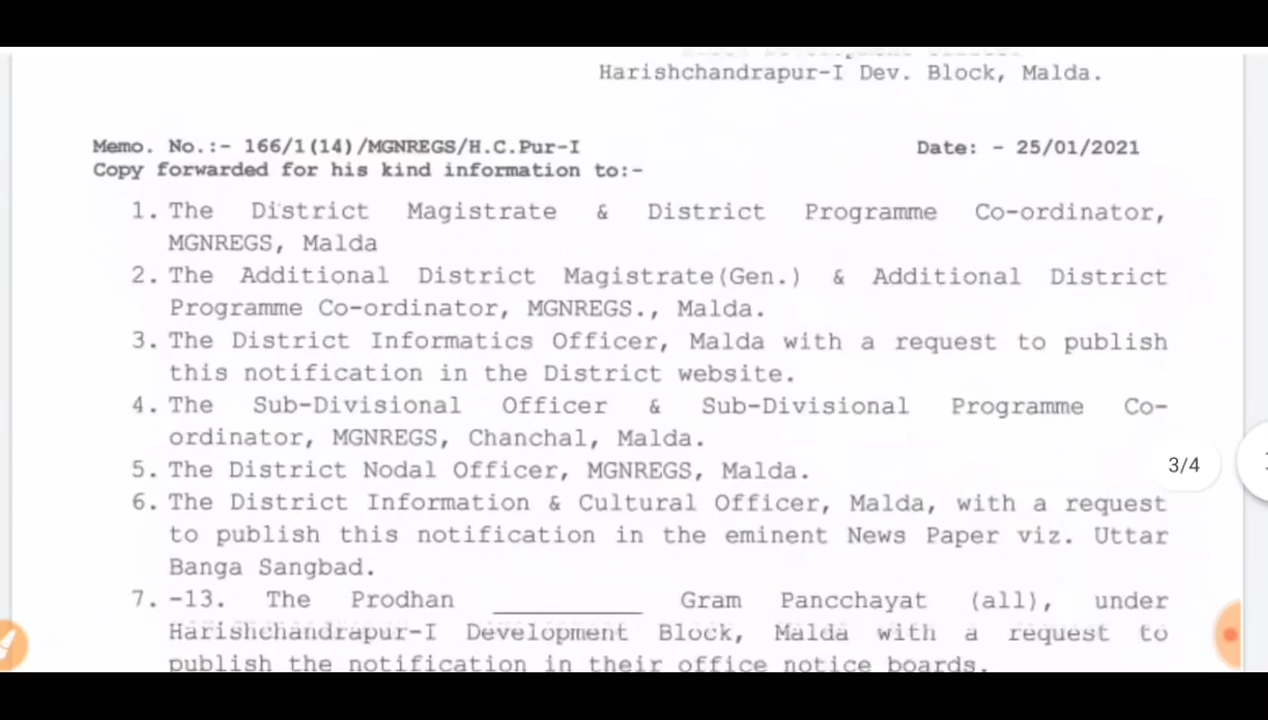 Harishchandrapur-I Dev. Block, Malda.
Memo. No.:- 166/1(14)/MGNREGS/H.C.Pur-I Date: - 25/01/2021
Copy forwarded for his kind information to:-
1. The District Magistrate & District Programme Co-ordinator,
MGNREGS, Malda
2. The Additional District Magistrate(Gen.) & Additional District
Programme Co-ordinator, MGNREGS., Malda.
3. The District Informatics Officer, Malda with a request to publish
this notification in the District website.
4. The Sub-Divisional Officer & Sub-Divisional Programme Co-
ordinator, MGNREGS, Chanchal, Malda.
3/4
5. The District Nodal Officer, MGNREGS, Malda.
6. The District Information & Cultural Officer, Malda, with a request
to publish this notification in the eminent News Paper viz. Uttar
Banga Sangbad.
7. -13. The Prodhan ____________ Gram Pancchayat (all), under
Harishchandrapur-I Development Block, Malda with a request to
publish the notification in their office notice boards.